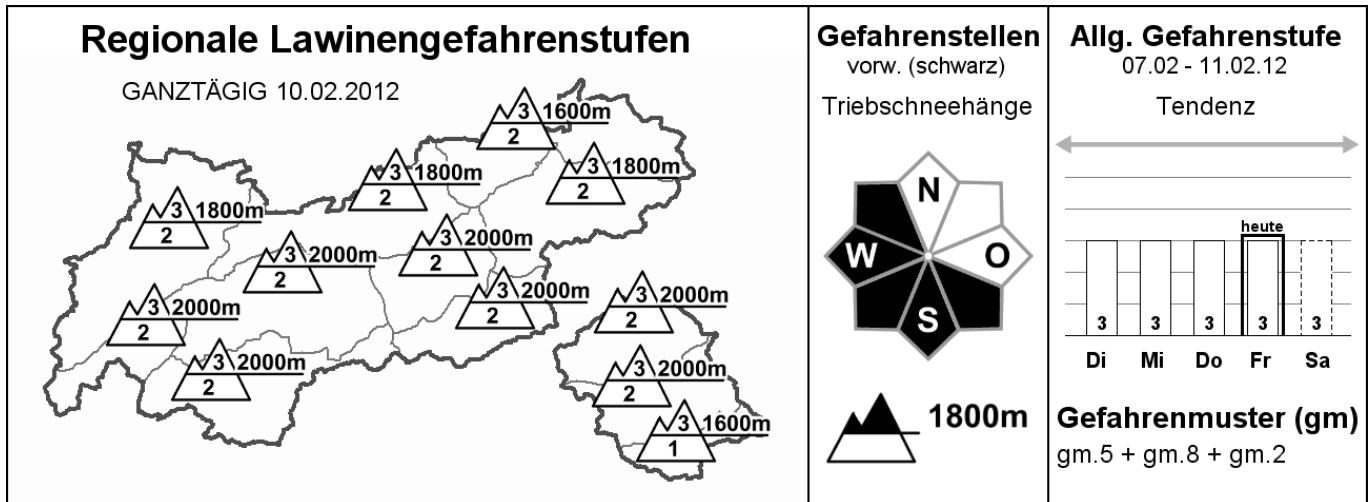 Regionale Lawinengefahrenstufen
GANZTÄGIG 10.02.2012
3 1600m
2
3 1800m
2
3 1800m
2
3 1800m
2
3 2000m
2
3 2000m
2
3 2000m
2
3 2000m
2
3 2000m
2
3 2000m
2
3 2000m
2
3 1600m
1
Gefahrenstellen
vorw. (schwarz)
Triebschneehänge
N
W
O
S
1800m
Allg. Gefahrenstufe
07.02 - 11.02.12
Tendenz
heute
3 3 3 3 3
Di Mi Do Fr Sa
Gefahrenmuster (gm)
gm.5 + gm.8 + gm.2